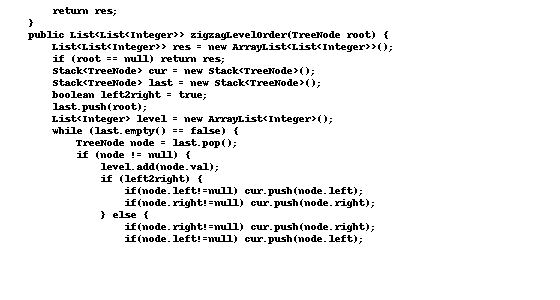 return res;
}
public List<List<Integer>> zigzagLevelOrder(TreeNode root) {
List<List<Integer>> res = new ArrayList<List<Integer>>();
if (root == null) return res;
Stack<TreeNode> cur = new Stack<TreeNode>();
Stack<TreeNode> last = new Stack<TreeNode>();
boolean left2right = true;
last.push(root);
List<Integer> level = new ArrayList<Integer>();
while (last.empty() == false) {
TreeNode node = last.pop();
if (node != null) {
level.add(node.val);
if (left2right) {
if(node.left!=null) cur.push(node.left);
if(node.right!=null) cur.push(node.right);
} else {
if(node.right!=null) cur.push(node.right);
if(node.left!=null) cur.push(node.left);